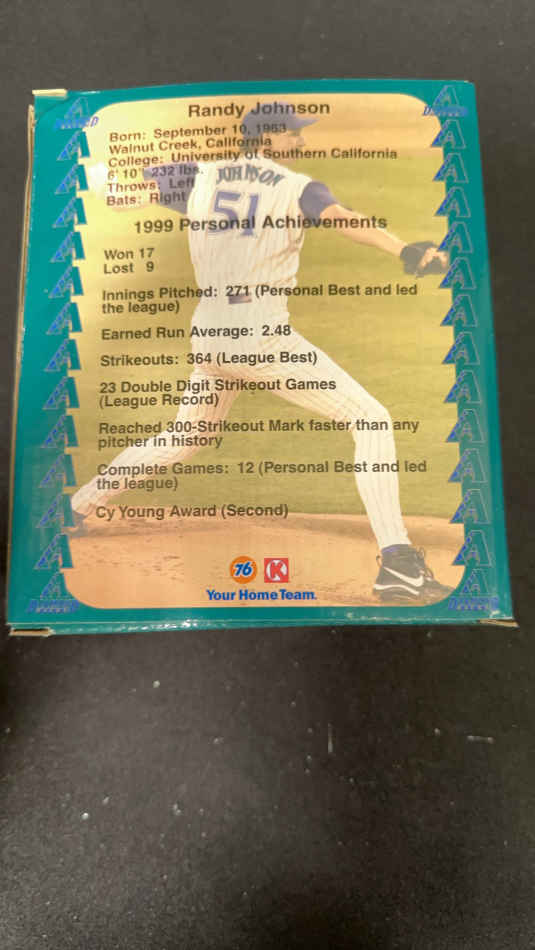 Randy Johnson
Born: September 10, 1963
Walnut Creek, California
College: University of Southern California
6' 10" 232 lbs.
Throws: Left
Bats: Right
JOHNSON
51
1999 Personal Achievements
Won 17
Lost 9
Innings Pitched: 271 (Personal Best and led
the league)
Earned Run Average: 2.48
Strikeouts: 364 (League Best)
23 Double Digit Strikeout Games
(League Record)
Reached 300-Strikeout Mark faster than any
pitcher in history
Complete Games: 12 (Personal Best and led
the league)
Cy Young Award (Second)
76 K
Your Home Team.